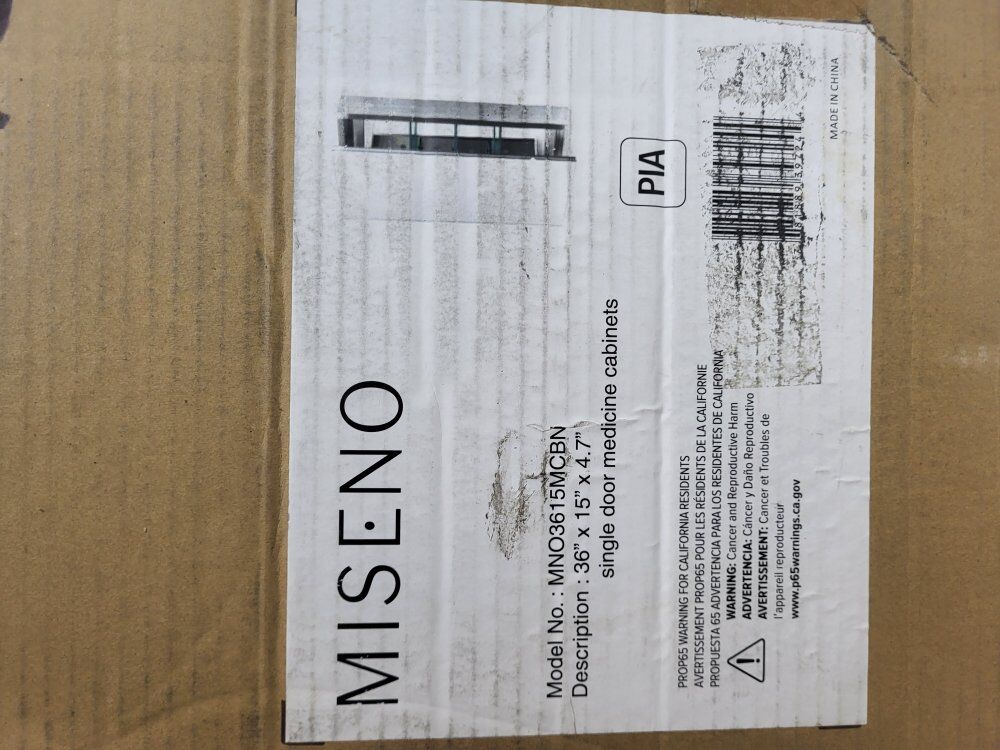 MISENO
Model No. : MNO3615MCBN
Description : 36” x 15” x 4.7”
single door medicine cabinets
PIA
PROP65 WARNING FOR CALIFORNIA RESIDENTS
AVERTISSEMENT PROP65 POUR LES RÉSIDENTS DE LA CALIFORNIE
PROPUESTA 65 ADVERTENCIA PARA LOS RESIDENTES DE CALIFORNIA
WARNING: Cancer and Reproductive Harm
ADVERTENCIA: Cáncer y Daño Reproductivo
AVERTISSEMENT: Cancer et Troubles de
l'appareil reproducteur
www.p65warnings.ca.gov
MADE IN CHINA